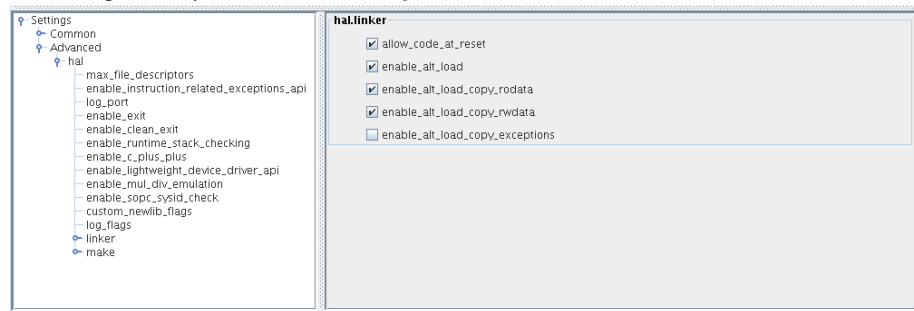 Settings
Common
Advanced
hal
max_file_descriptors
enable_instruction_related_exceptions_api
log_port
enable_exit
enable_clean_exit
enable_runtime_stack_checking
enable_c_plus_plus
enable_lightweight_device_driver_api
enable_mul_div_emulation
enable_sopc_sysid_check
custom_newlib_flags
log_flags
linker
make
hal.linker
allow_code_at_reset
enable_alt_load
enable_alt_load_copy_rodata
enable_alt_load_copy_rwdata
enable_alt_load_copy_exceptions